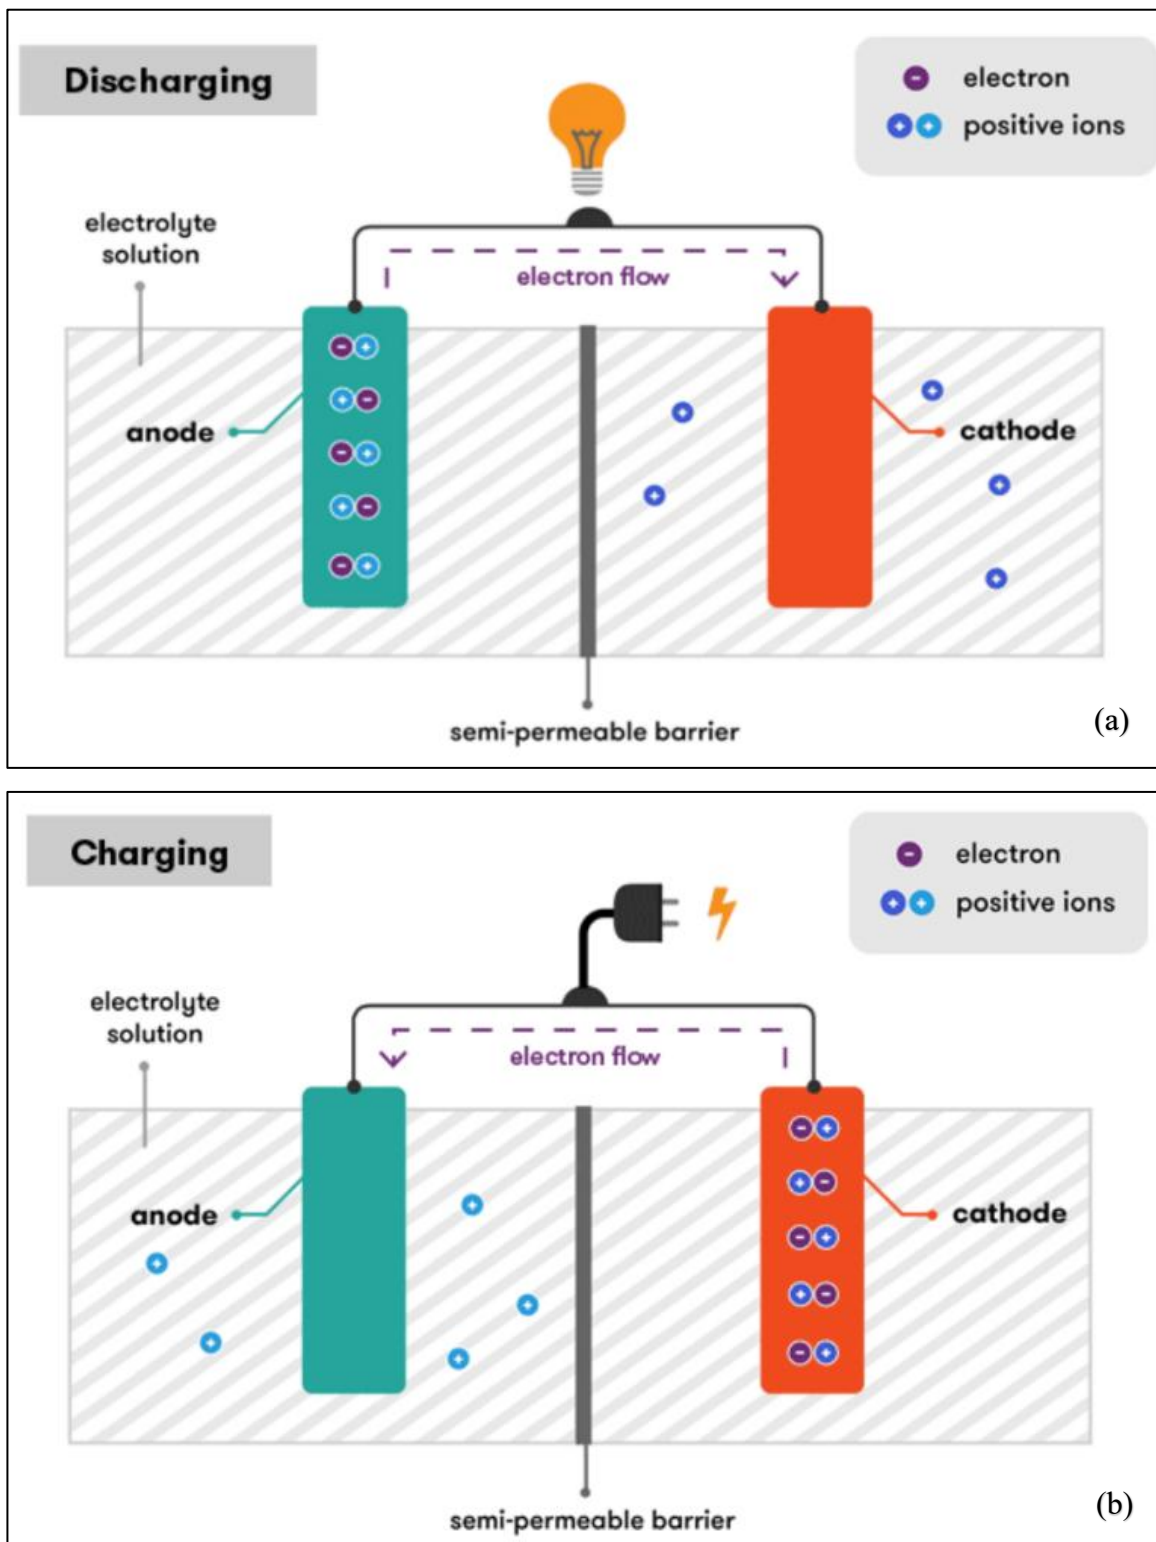 Discharging
electron
positive ions
electrolyte
solution
electron flow
anode
cathode
semi-permeable barrier
(a)
Charging
electron
positive ions
electrolyte
solution
electron flow
anode
cathode
semi-permeable barrier
(b)